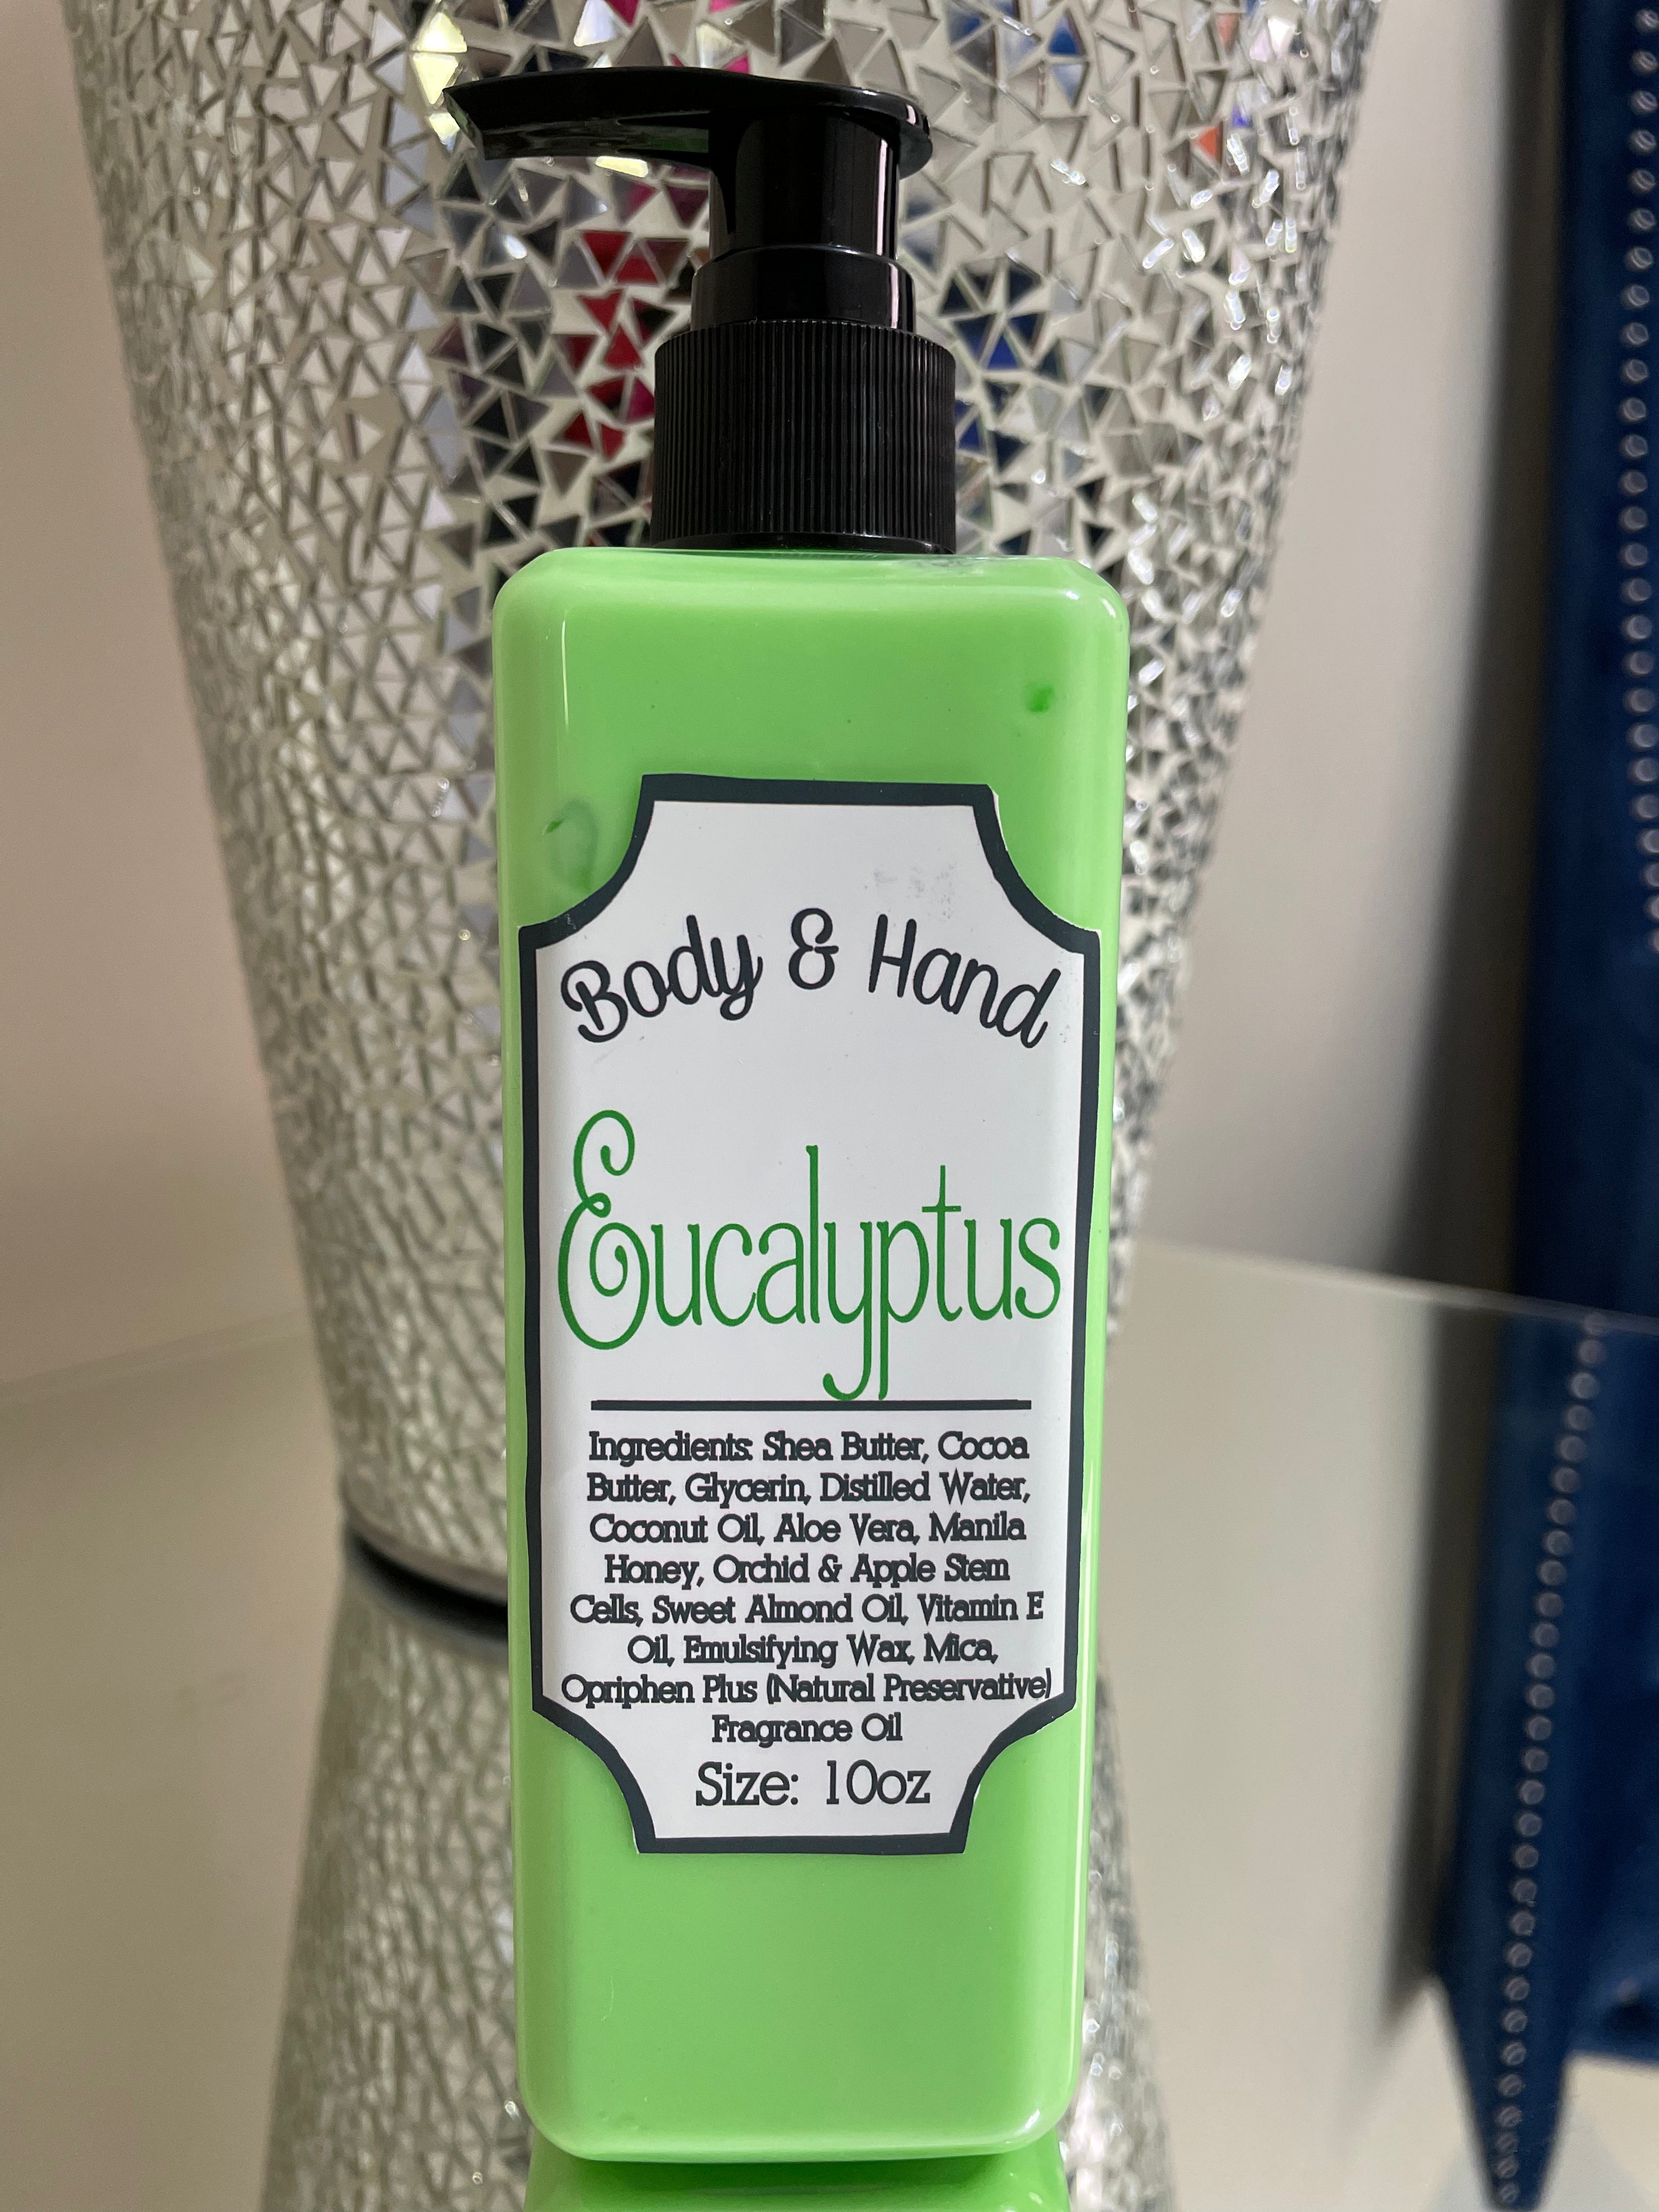 Body & Hand
Eucalyptus
Ingredients: Shea Butter, Cocoa
Butter, Glycerin, Distilled Water,
Coconut Oil, Aloe Vera, Manila
Honey, Orchid & Apple Stem
Cells, Sweet Almond Oil, Vitamin E
Oil, Emulsifying Wax, Mica,
Opriphen Plus (Natural Preservative)
Fragrance Oil
Size: 10oz